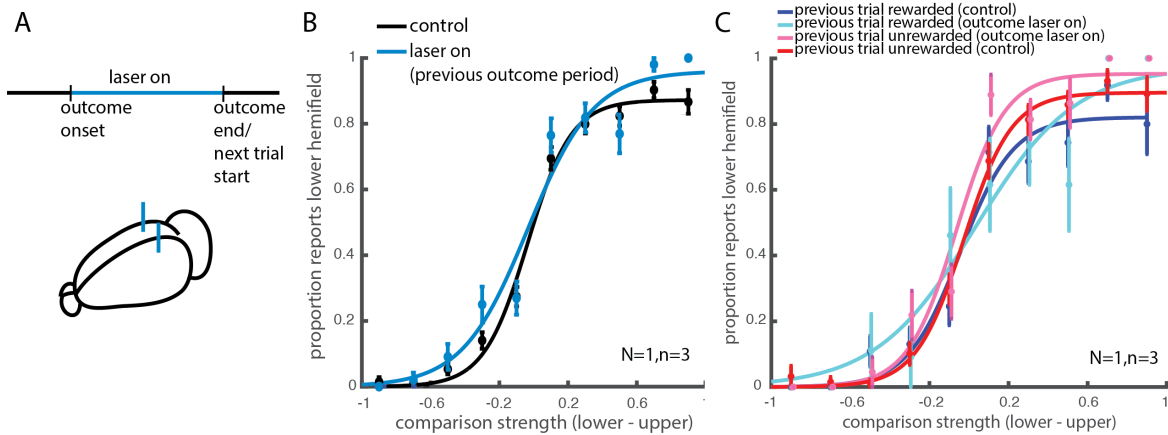 A
laser on
outcome
onset
outcome
end/
next trial
start
B
control
laser on
(previous outcome period)
proportion reports lower hemifield
1
0.8
0.6
0.4
0.2
0
N=1,n=3
-1
-0.6
-0.2
0.2
0.6
1
comparison strength (lower - upper)
C
previous trial rewarded (control)
previous trial rewarded (outcome laser on)
previous trial unrewarded (outcome laser on)
previous trial unrewarded (control)
proportion reports lower hemifield
1
0.8
0.6
0.4
0.2
0
N=1,n=3
-1
-0.6
-0.2
0.2
0.6
1
comparison strength (lower - upper)